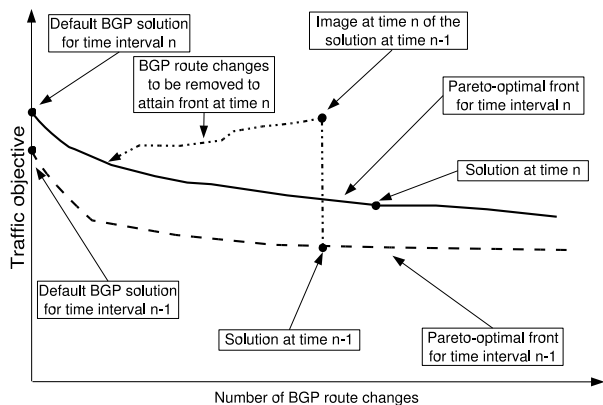 Default BGP solution
for time interval n
Image at time n of the
solution at time n-1
BGP route changes
to be removed to
attain front at time n
Pareto-optimal front
for time interval n
Solution at time n
Traffic objective
Default BGP solution
for time interval n-1
Solution at time n-1
Pareto-optimal front
for time interval n-1
Number of BGP route changes